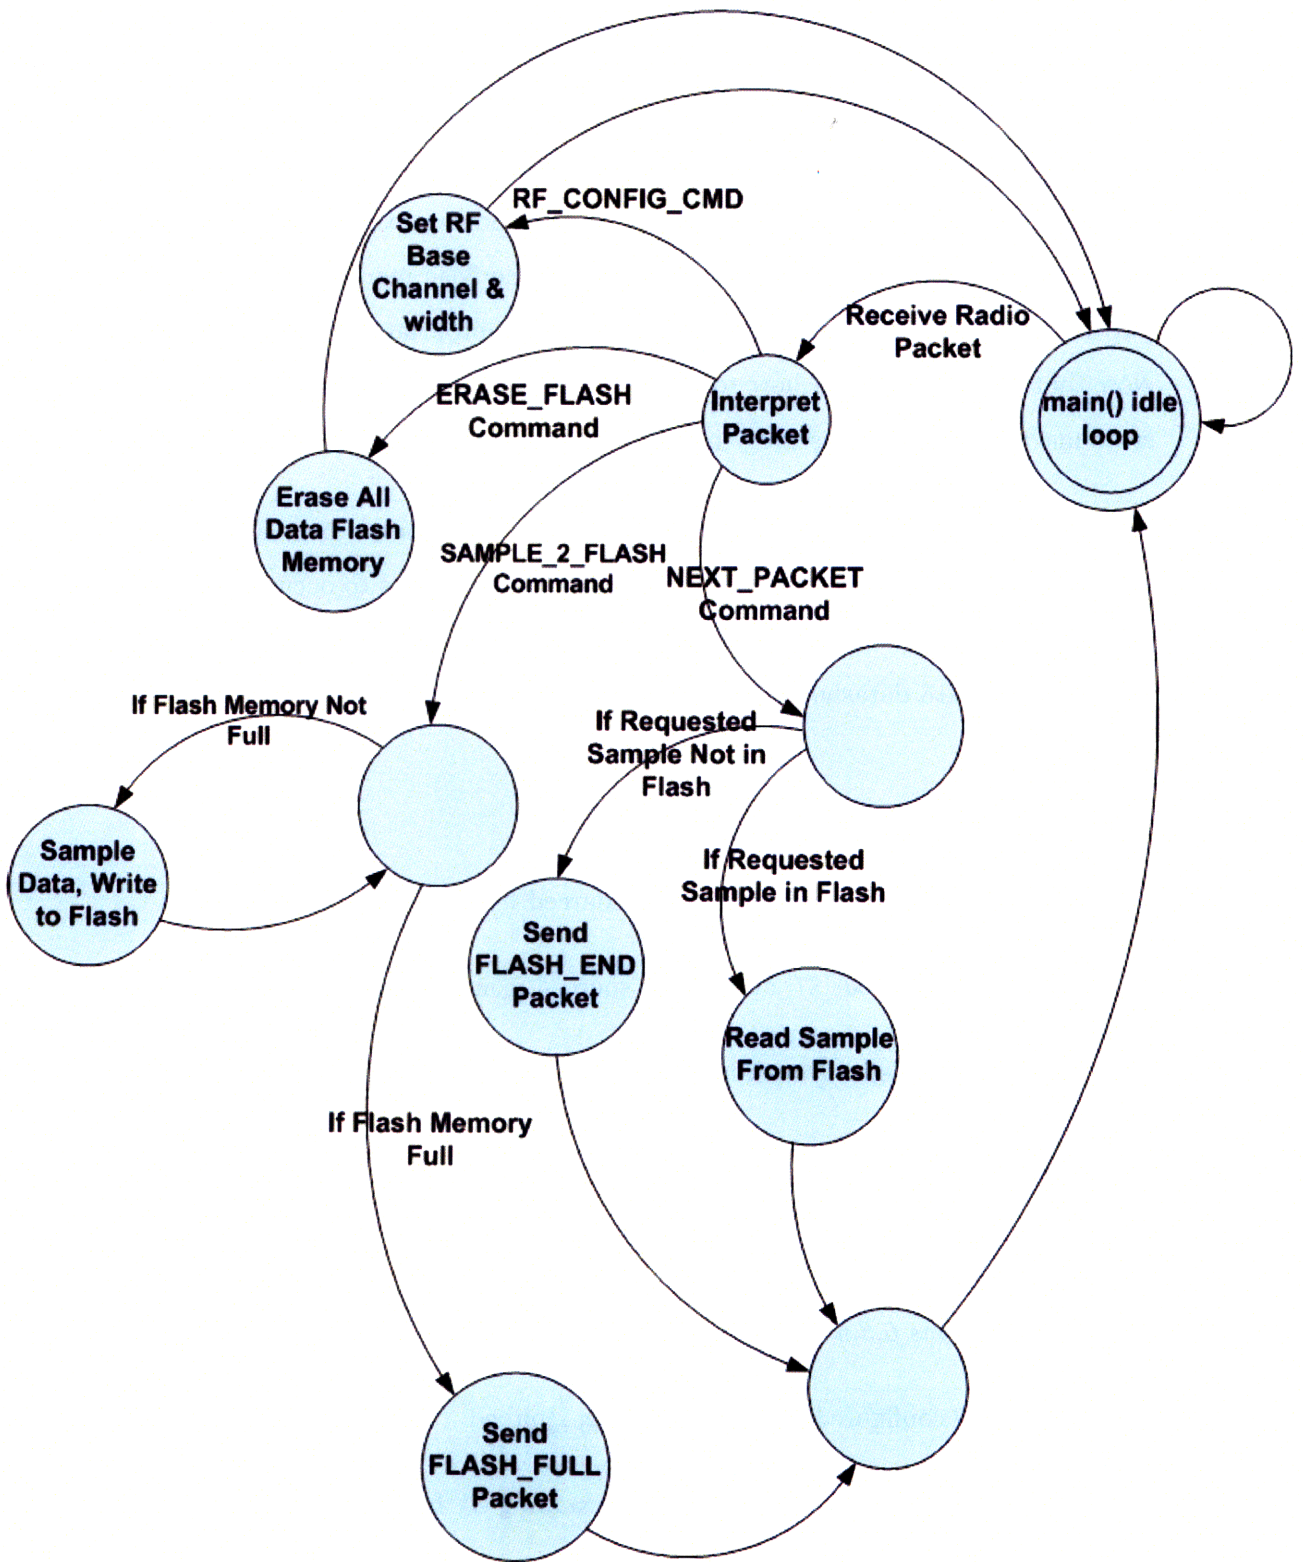 RF_CONFIG_CMD
Set RF
Base
Channel &
width
Receive Radio
Packet
Interpret
Packet
main() idle
loop
ERASE_FLASH
Command
Erase All
Data Flash
Memory
SAMPLE_2_FLASH
Command
NEXT_PACKET
Command
If Flash Memory Not
Full
If Requested
Sample Not in
Flash
Sample
Data, Write
to Flash
If Requested
Sample in Flash
Send
FLASH_END
Packet
Read Sample
From Flash
If Flash Memory
Full
Send
FLASH_FULL
Packet